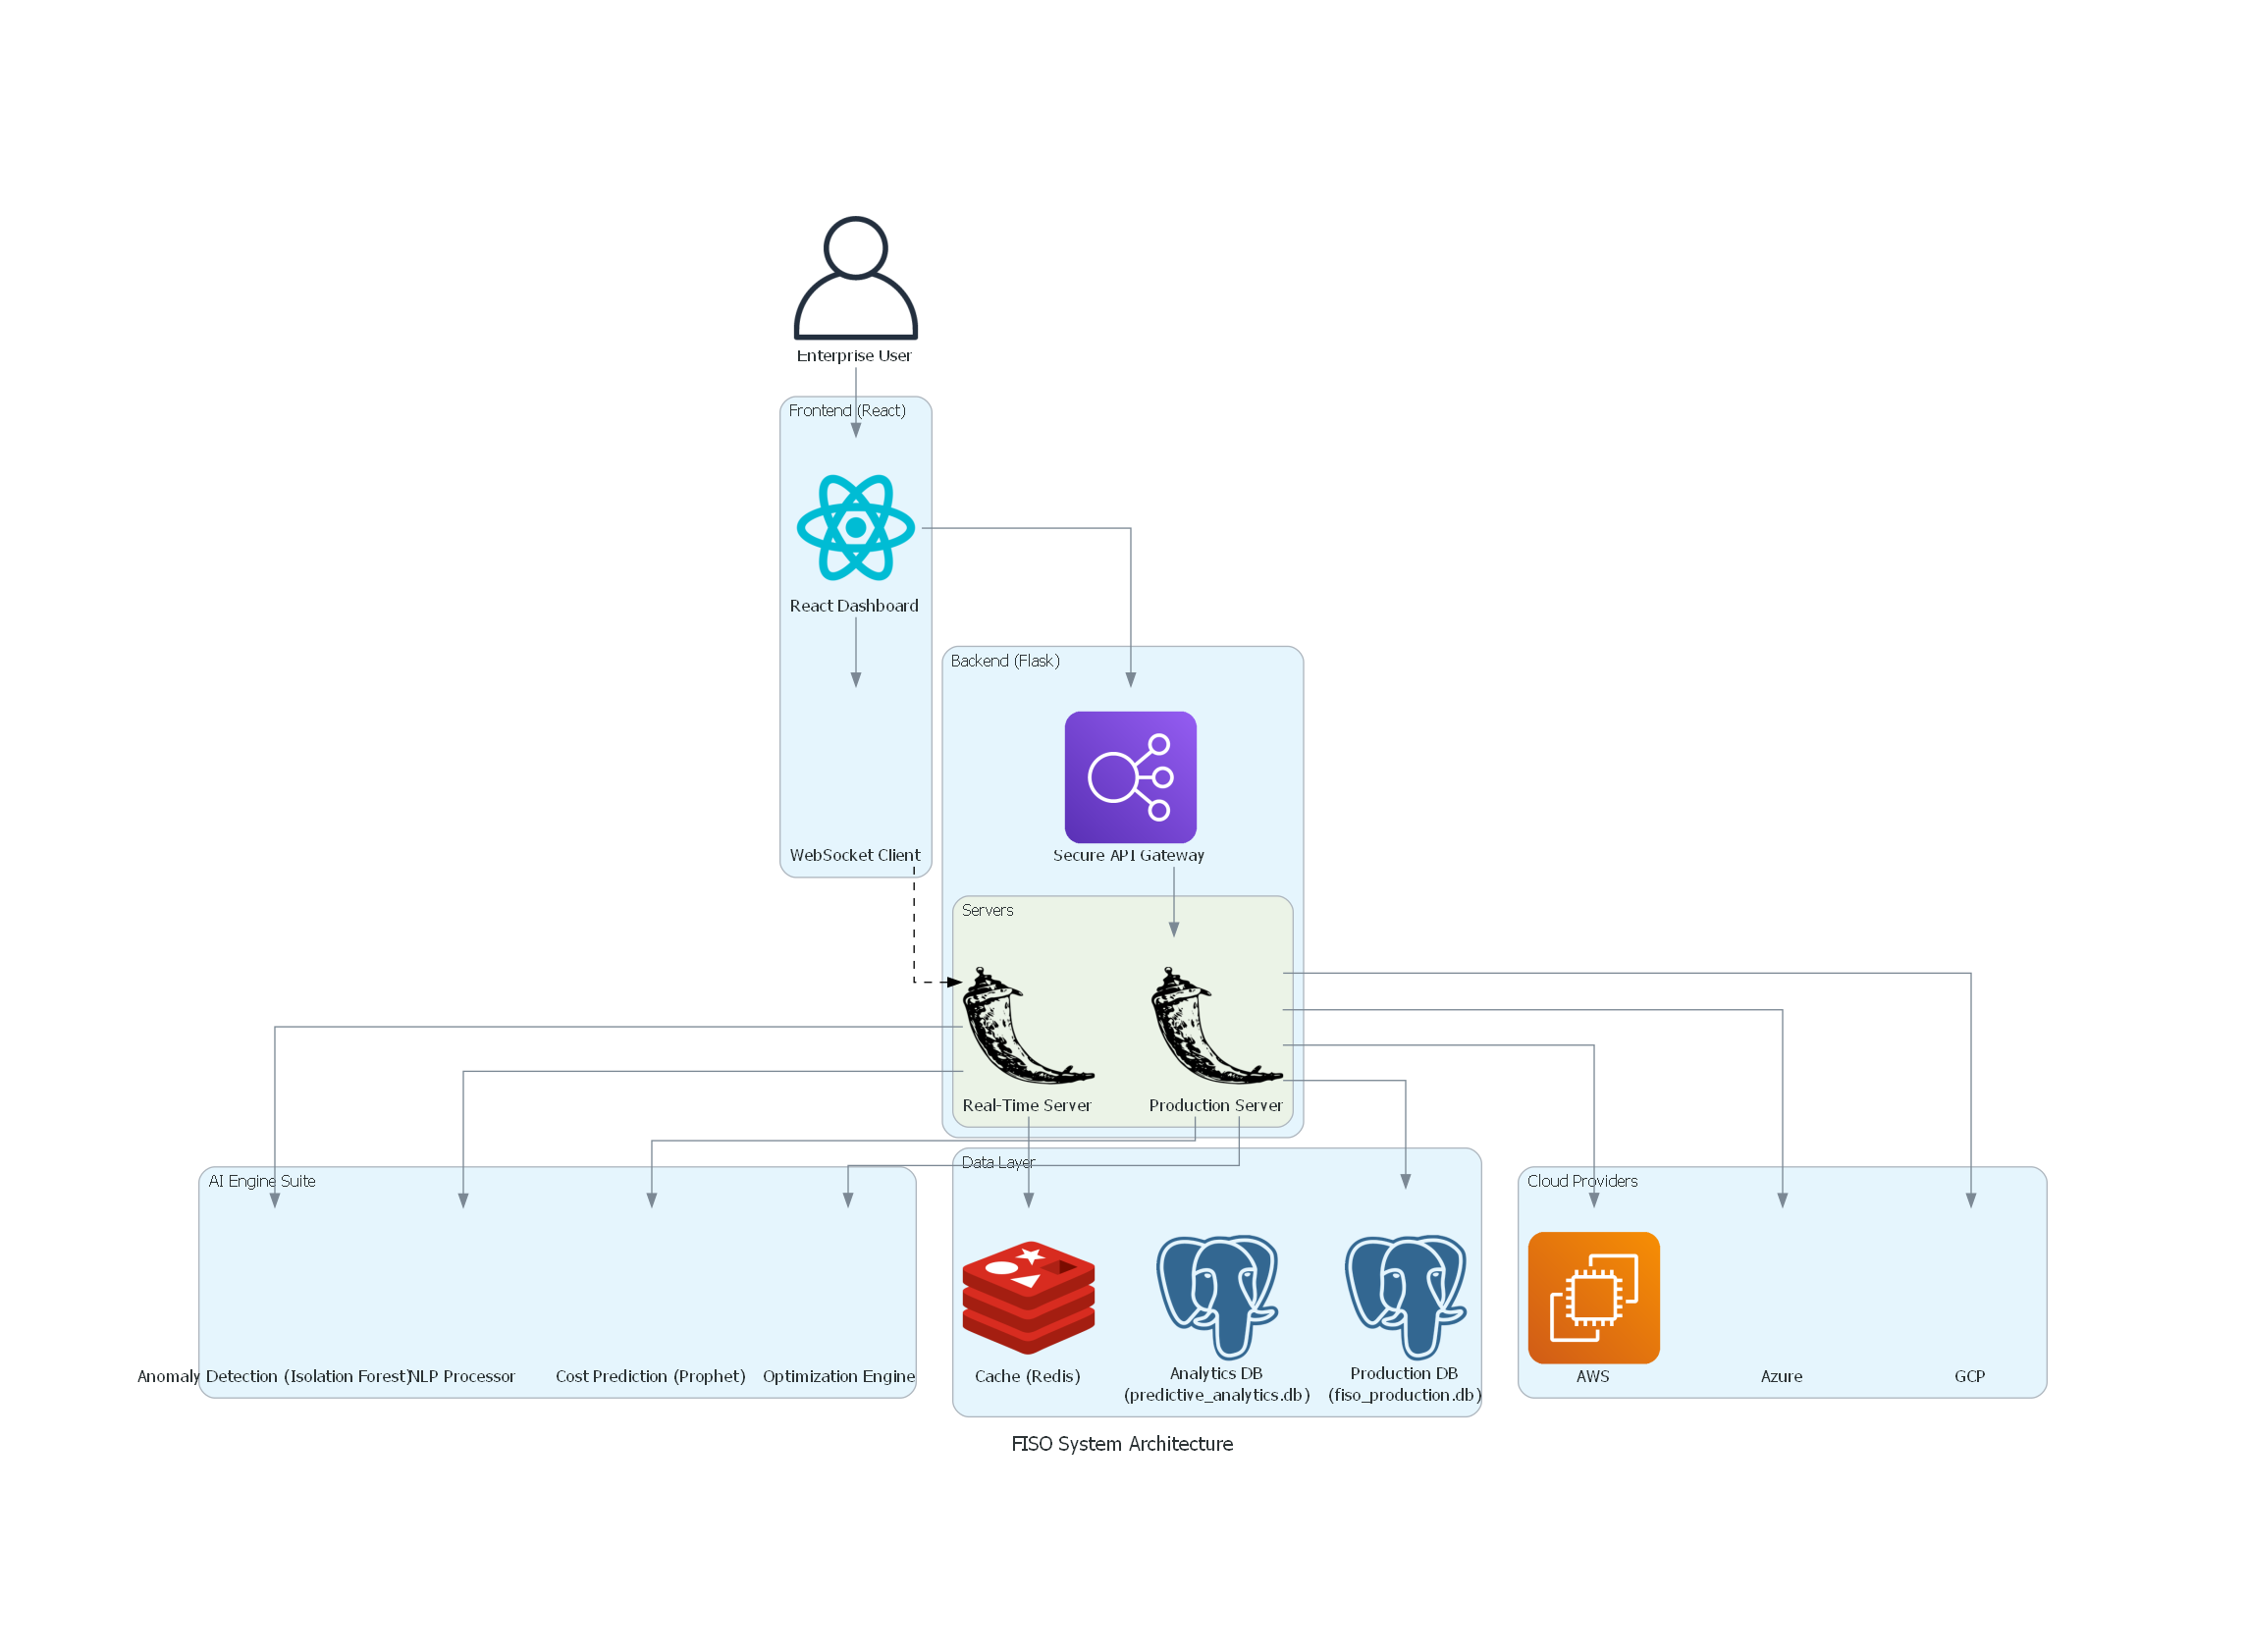 Enterprise User
Frontend (React)
React Dashboard
Backend (Flask)
WebSocket Client
Secure API Gateway
Servers
Real-Time Server
Production Server
AI Engine Suite
Data Layer
Cloud Providers
Anomaly Detection (Isolation Forest)
NLP Processor
Cost Prediction (Prophet)
Optimization Engine
Cache (Redis)
Analytics DB
(predictive_analytics.db)
Production DB
(fiso_production.db)
AWS
Azure
GCP
FISO System Architecture